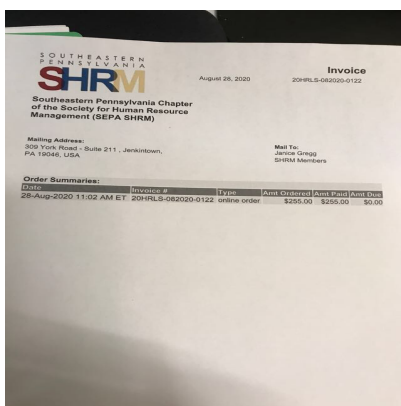 SOUTHEASTERN
PENNSYLVANIA
SHRM
Southeastern Pennsylvania Chapter
of the Society for Human Resource
Management (SEPA SHRM)
August 28, 2020
Invoice
20HRLS-082020-0122
Mailing Address:
309 York Road - Suite 211 , Jenkintown,
PA 19046, USA
Mail To:
Janice Gregg
SHRM Members
Order Summaries:
Date Invoice # Type Amt Ordered Amt Paid Amt Due
28-Aug-2020 11:02 AM ET 20HRLS-082020-0122 online order $255.00 $255.00 $0.00